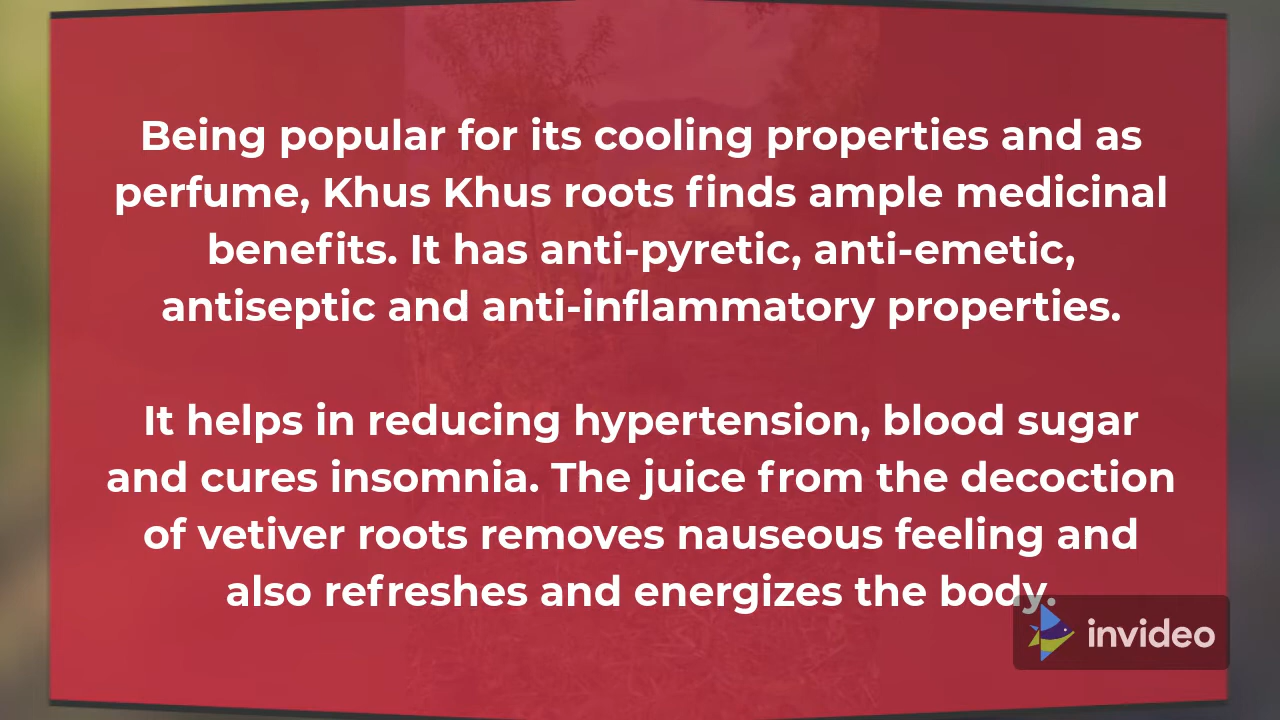 Being popular for its cooling properties and as
perfume, Khus Khus roots finds ample medicinal
benefits. It has anti-pyretic, anti-emetic,
antiseptic and anti-inflammatory properties.
It helps in reducing hypertension, blood sugar
and cures insomnia. The juice from the decoction
of vetiver roots removes nauseous feeling and
also refreshes and energizes the body.
invideo